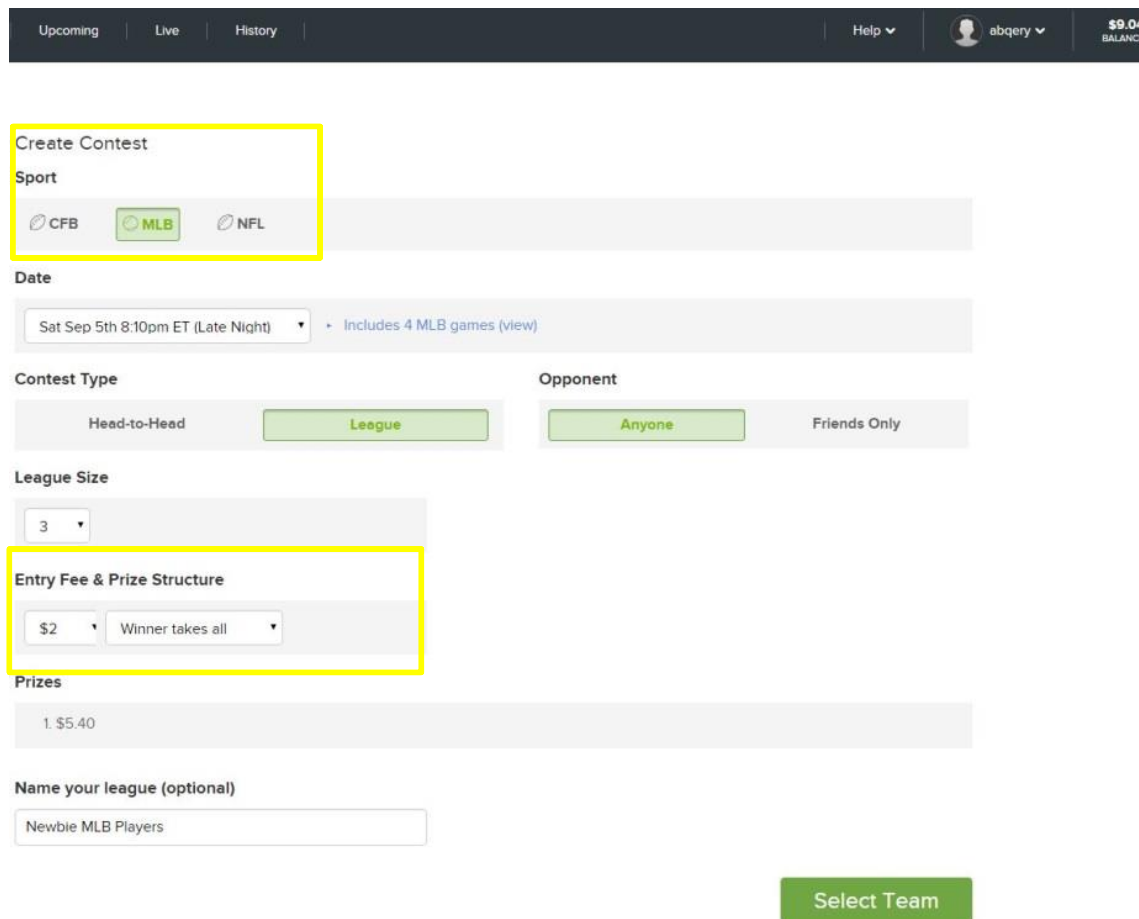 Upcoming Live History Help abqery $9.04
BALANC
Create Contest
Sport
CFB MLB NFL
Date
Sat Sep 5th 8:10pm ET (Late Night) Includes 4 MLB games (view)
Contest Type Opponent
Head-to-Head League Anyone Friends Only
League Size
3
Entry Fee & Prize Structure
$2 Winner takes all
Prizes
1. $5.40
Name your league (optional)
Newbie MLB Players
Select Team